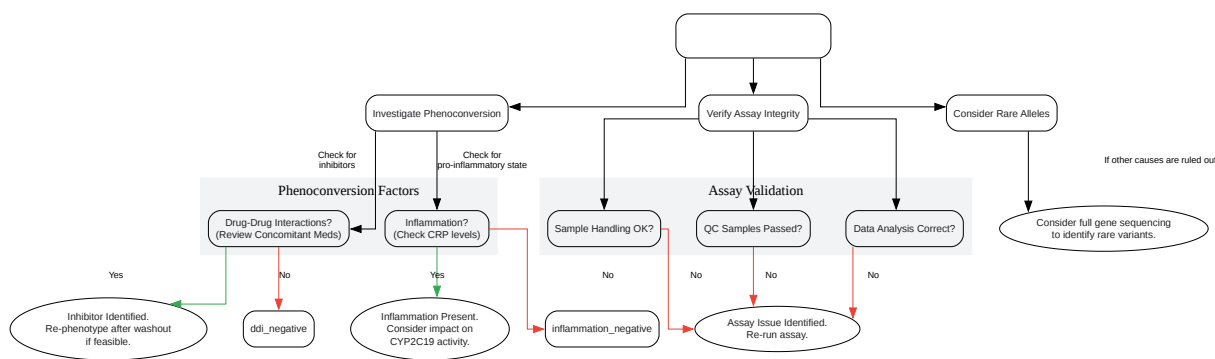 Investigate Phenoconversion
Verify Assay Integrity
Consider Rare Alleles
Check for
inhibitors
Check for
pro-inflammatory state
If other causes are ruled out
Phenoconversion Factors
Assay Validation
Drug-Drug Interactions?
(Review Concomitant Meds)
Inflammation?
(Check CRP levels)
Sample Handling OK?
QC Samples Passed?
Data Analysis Correct?
Consider full gene sequencing
to identify rare variants.
Yes
No
Yes
No
No
No
No
Inhibitor Identified.
Re-phenotype after washout
if feasible.
ddi_negative
Inflammation Present.
Consider impact on
CYP2C19 activity.
inflammation_negative
Assay Issue Identified.
Re-run assay.